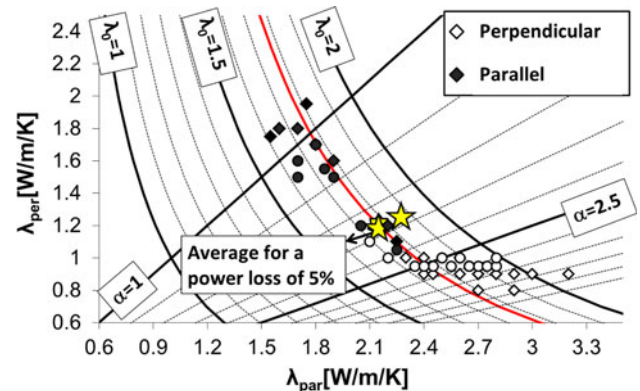 λper[W/m/K]
2.4
2.2
2
1.8
1.6
1.4
1.2
1
0.8
0.6
λ0=1
λ0=1.5
λ0=2
Perpendicular
Parallel
α=2.5
α=1
Average for a
power loss of 5%
0.6 0.9 1.2 1.5 1.8 2.1 2.4 2.7 3 3.3
λpar[W/m/K]